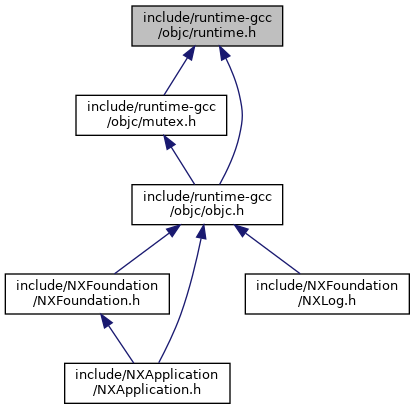 include/runtime-gcc
/objc/runtime.h
include/runtime-gcc
/objc/mutex.h
include/runtime-gcc
/objc/objc.h
include/NXFoundation
/NXFoundation.h
include/NXFoundation
/NXLog.h
include/NXApplication
/NXApplication.h